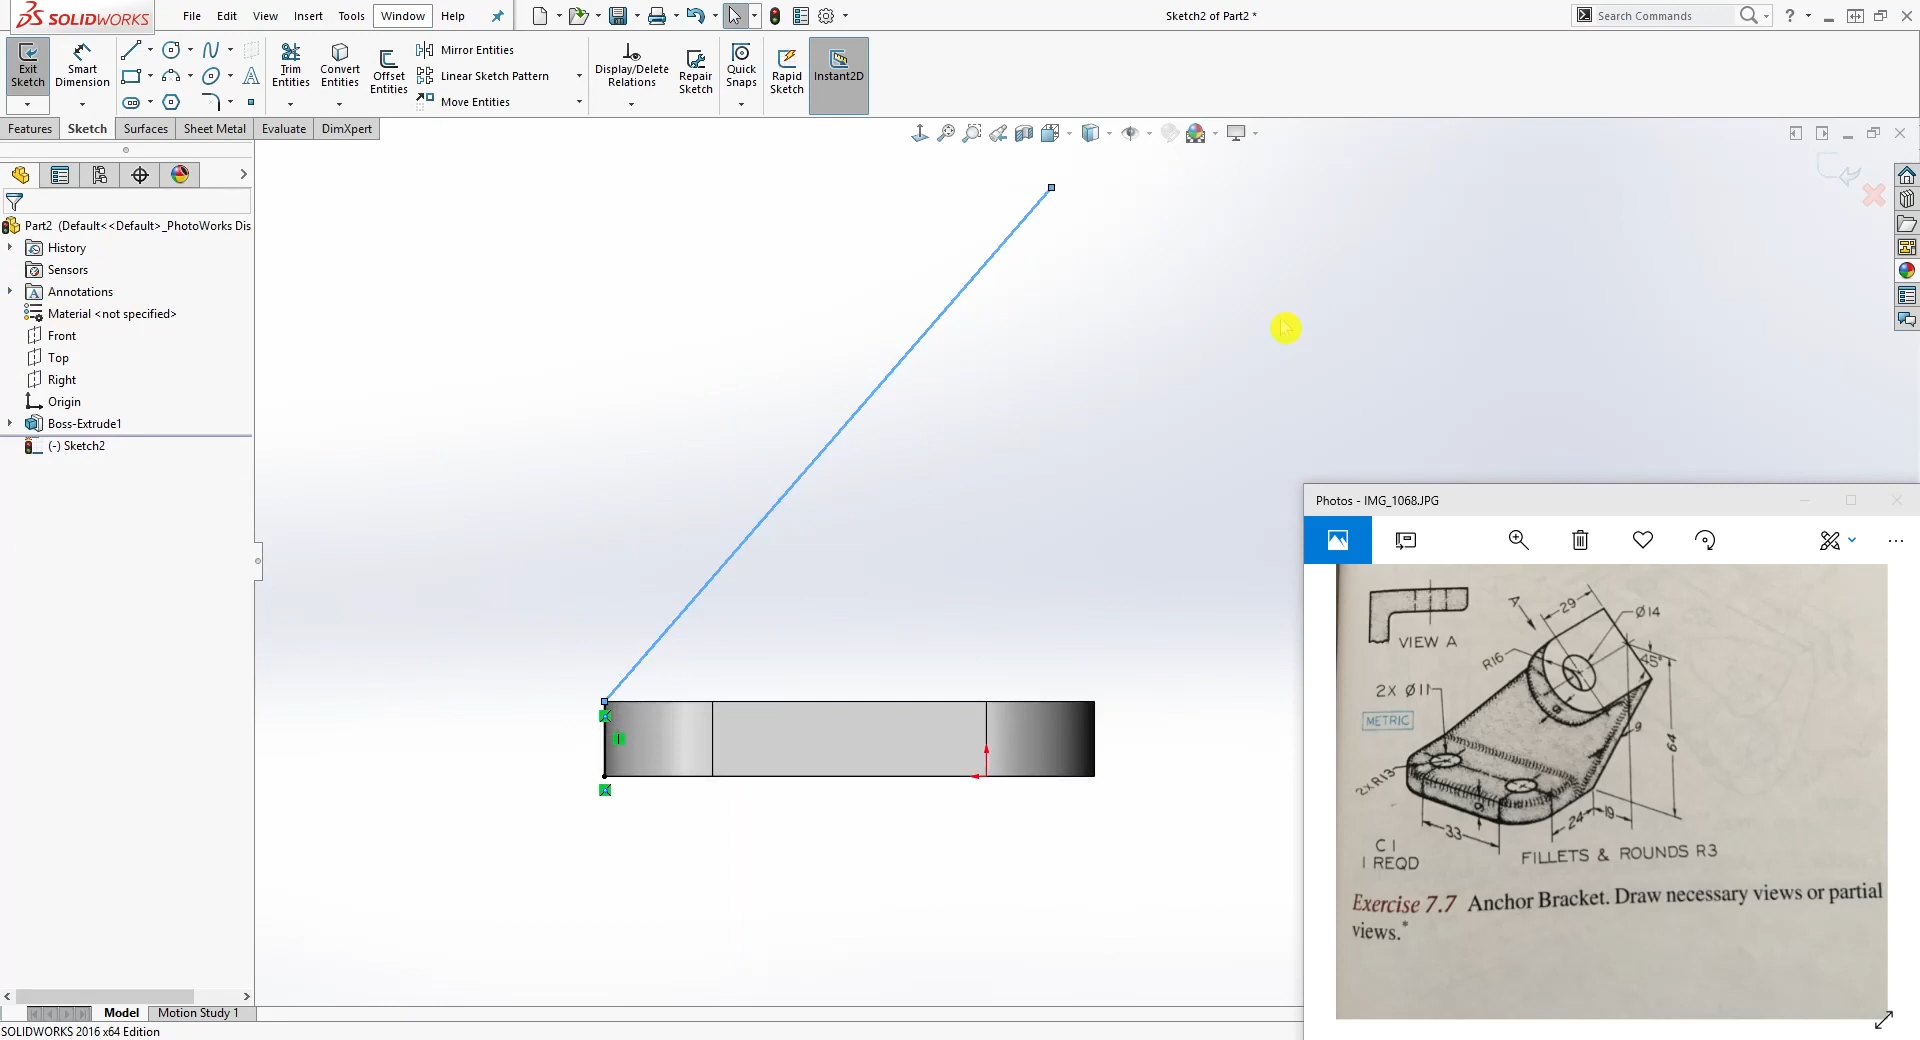 SOLIDWORKS
File Edit View Insert Tools Window Help
Sketch2 of Part2 *
Search Commands
Exit Sketch
Smart Dimension
Trim Entities
Convert Entities
Offset Entities
Mirror Entities
Linear Sketch Pattern
Move Entities
Display/Delete Relations
Repair Sketch
Quick Snaps
Rapid Sketch
Instant2D
Features Sketch Surfaces Sheet Metal Evaluate DimXpert
Part2 (Default<<Default>_PhotoWorks Dis
History
Sensors
Annotations
Material <not specified>
Front
Top
Right
Origin
Boss-Extrude1
(-) Sketch2
Model Motion Study 1
SOLIDWORKS 2016 x64 Edition
Photos - IMG_1068.JPG
VIEW A
A
29
Ø14
R16
45°
2X Ø11
METRIC
8
9
64
2XR13
9
33
24
19
C I
I REQD
FILLETS & ROUNDS R3
Exercise 7.7 Anchor Bracket. Draw necessary views or partial
views.*